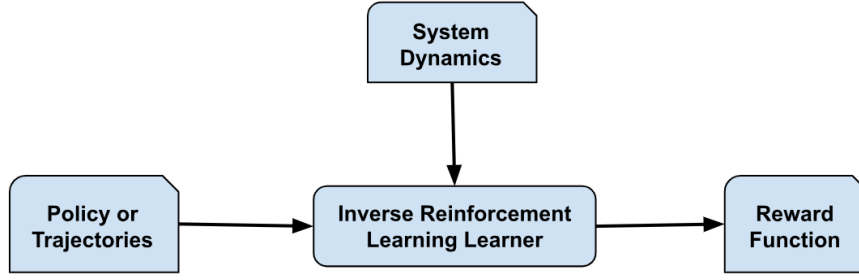 System
Dynamics
Policy or
Trajectories
Inverse Reinforcement
Learning Learner
Reward
Function